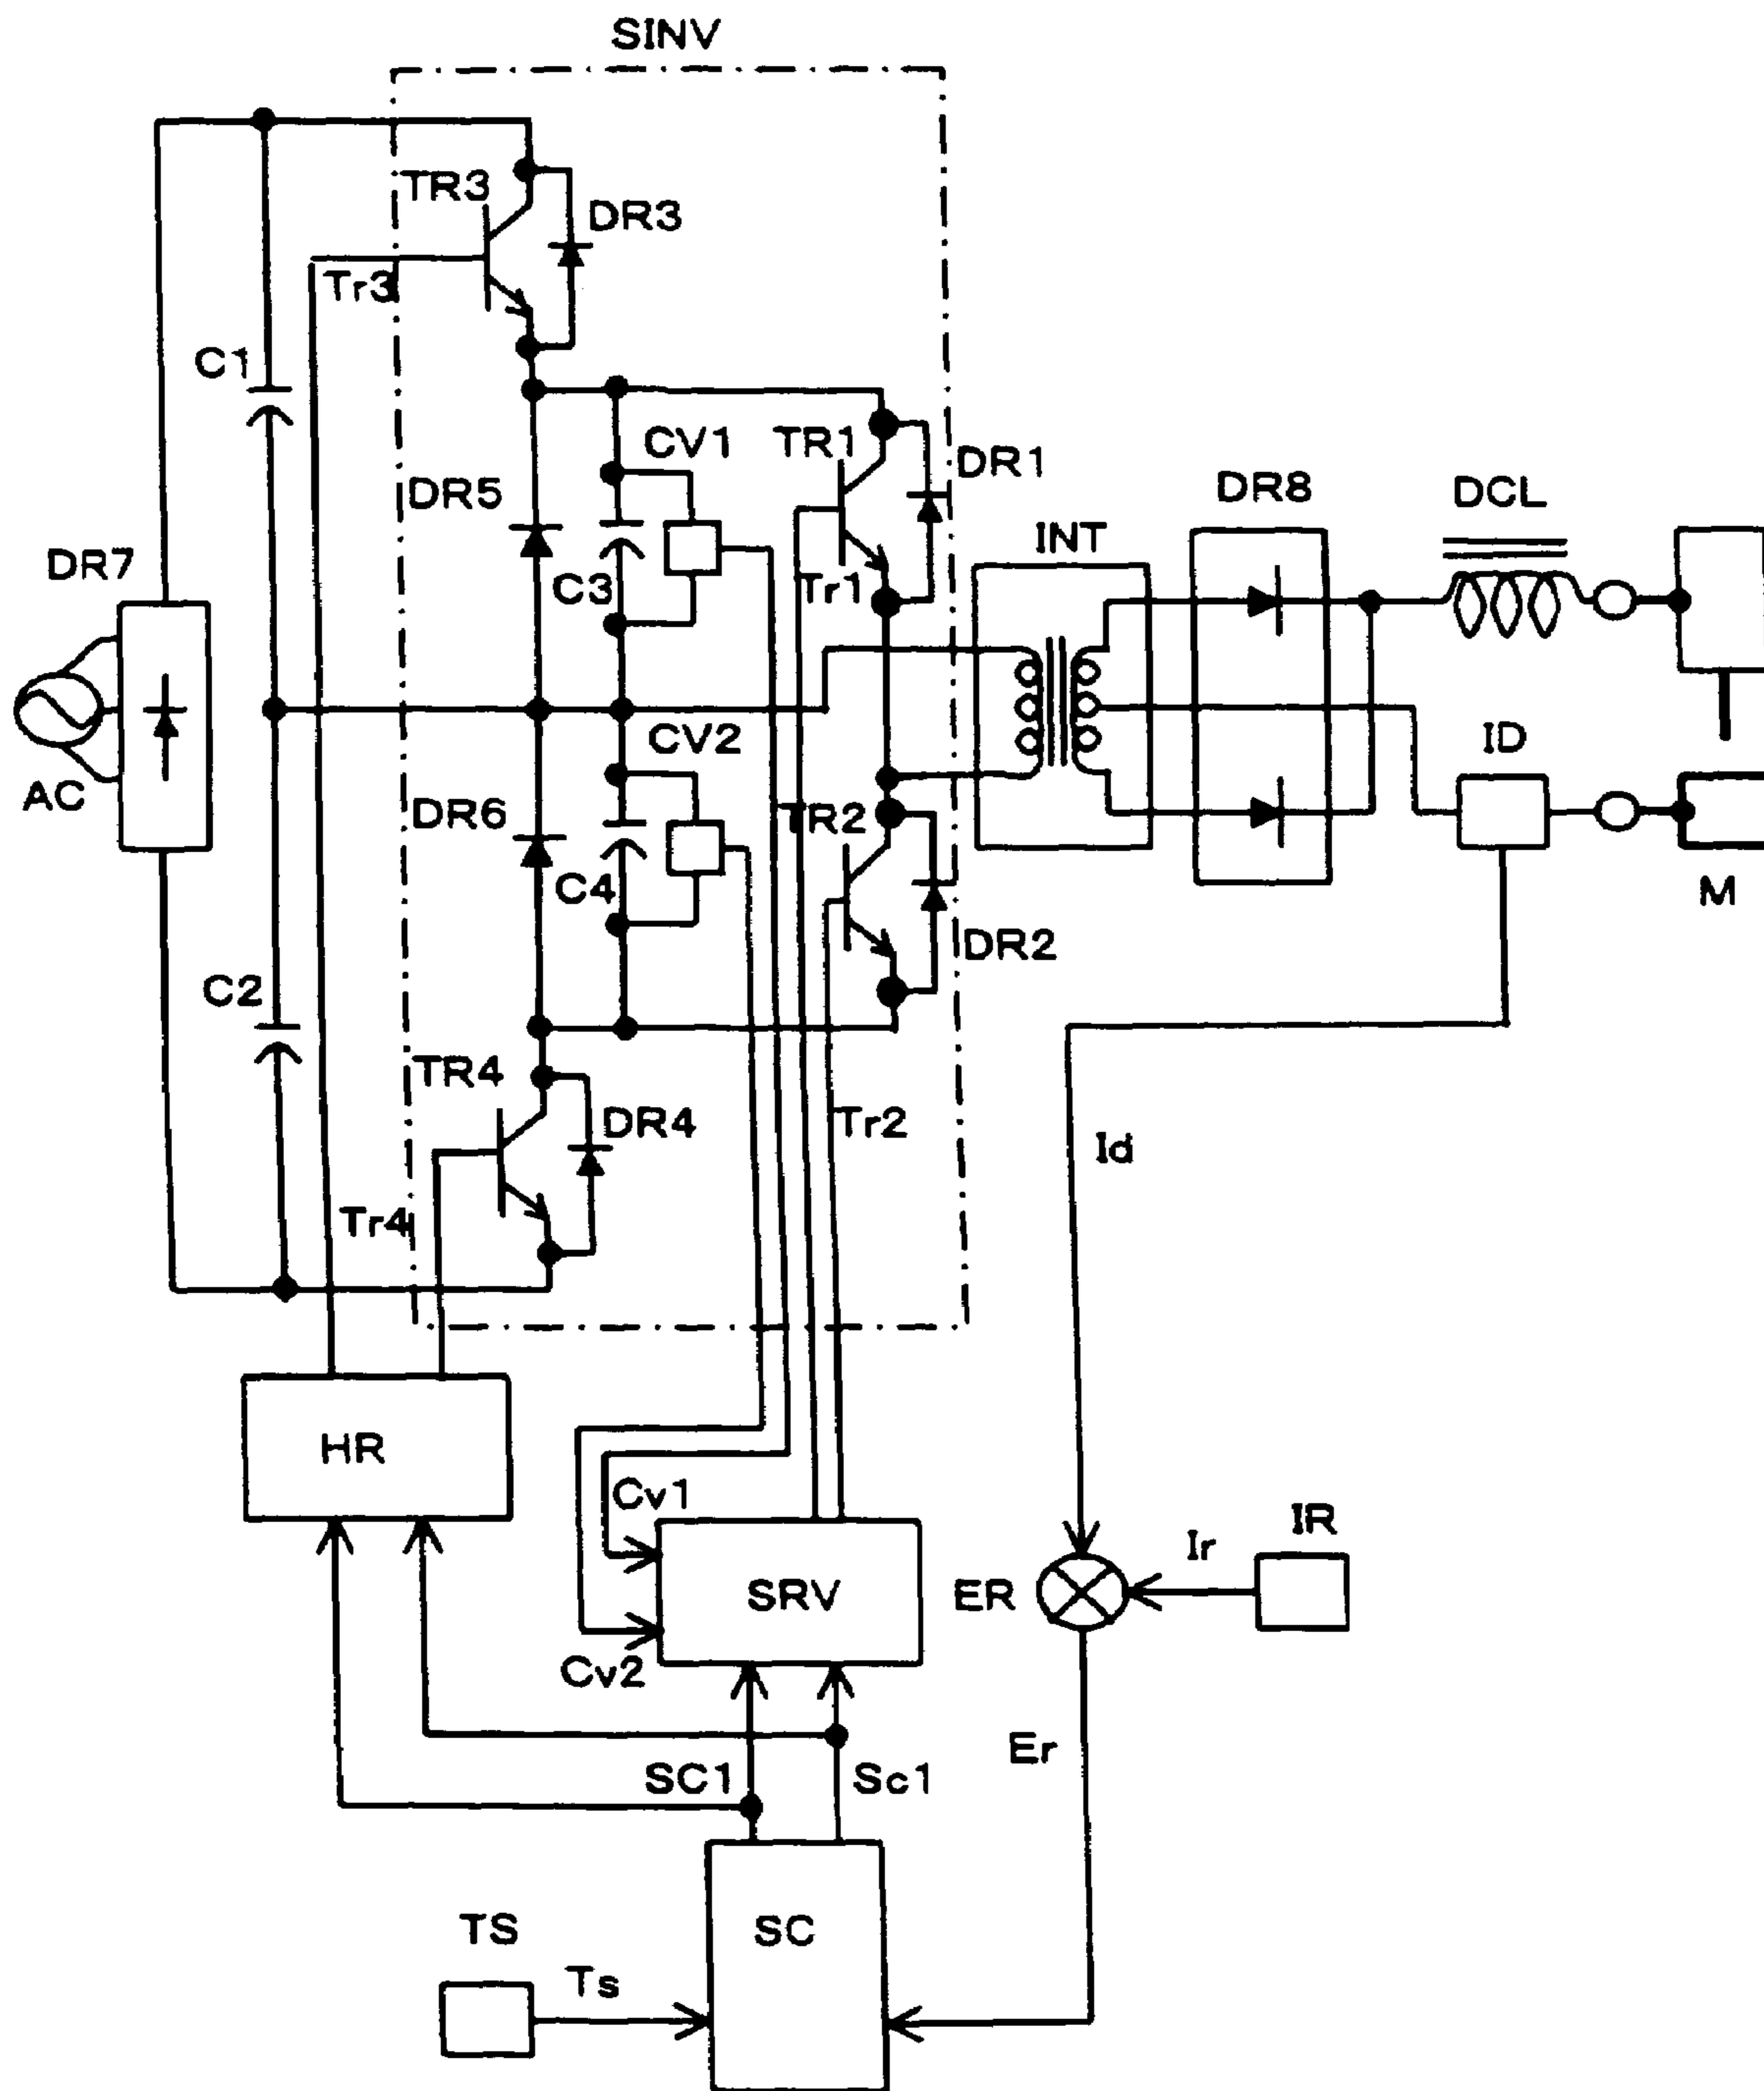 SINV
TR3
DR3
Tr3
C1
CV1
TR1
DR1
DR5
DR8
DCL
INT
DR7
C3
Tr1
CV2
ID
AC
DR6
TR2
C4
M
DR2
C2
TR4
DR4
Tr2
Id
Tr4
HR
Cv1
IR
Ir
SRV
ER
Cv2
Er
SC1
Sc1
TS
SC
Ts